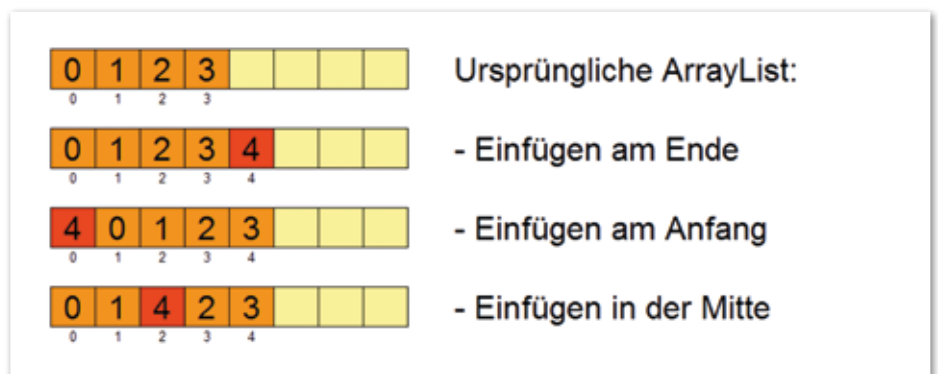 0 1 2 3 Ursprüngliche ArrayList:
0 1 2 3
0 1 2 3 4 - Einfügen am Ende
0 1 2 3 4
4 0 1 2 3 - Einfügen am Anfang
0 1 2 3 4
0 1 4 2 3 - Einfügen in der Mitte
0 1 2 3 4